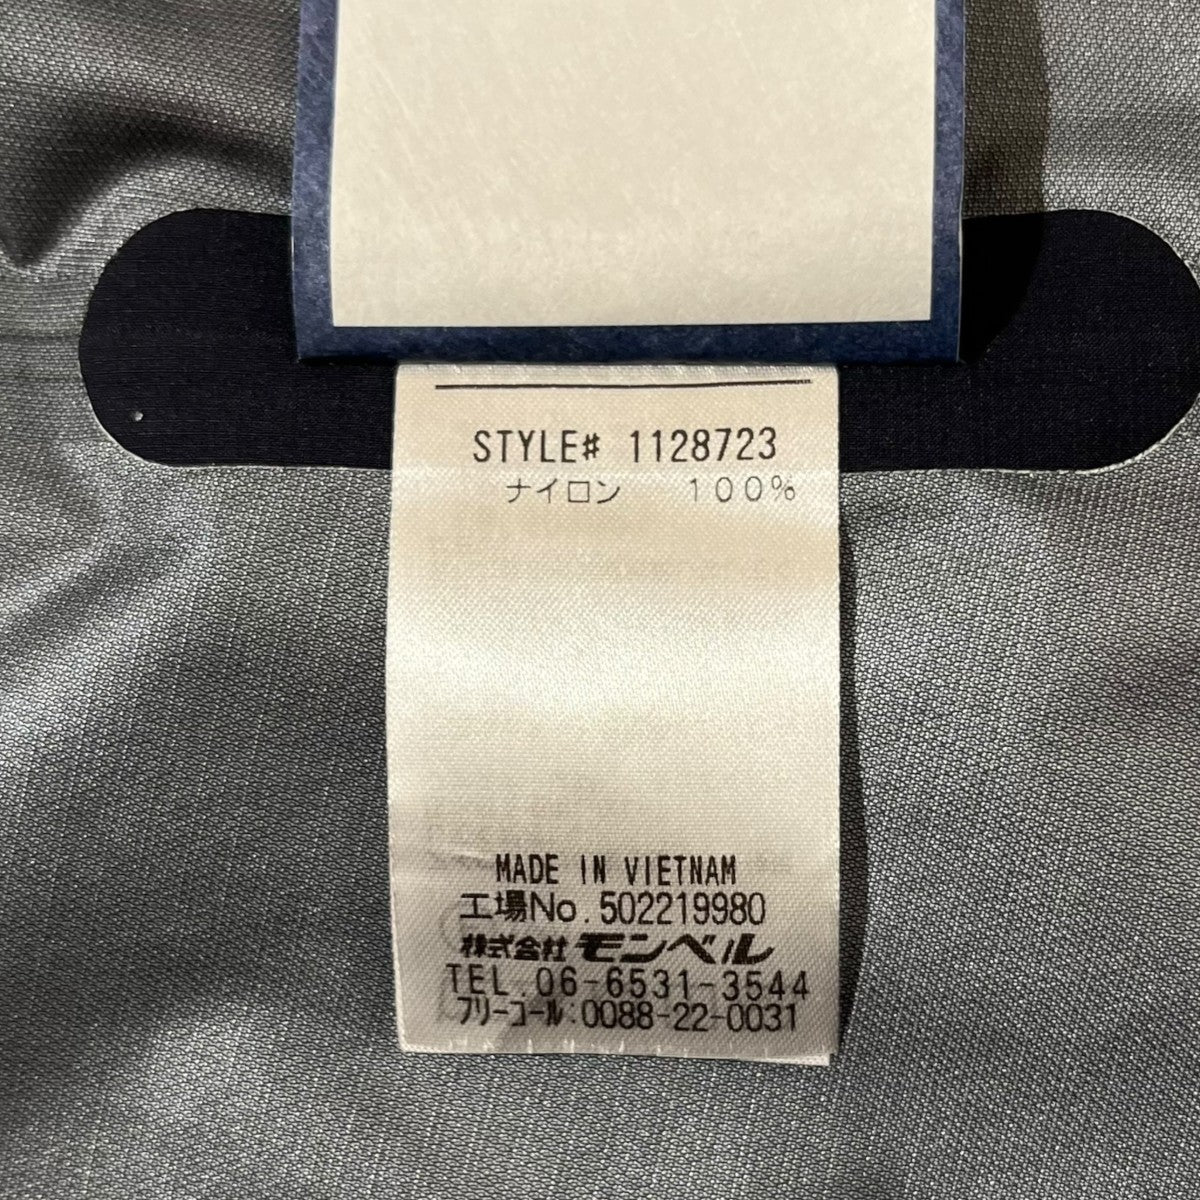 STYLE# 1128723
ナイロン 100%
MADE IN VIETNAM
工場No.502219980
株式会社モンベル
TEL.06-6531-3544
フリーコール:0088-22-0031